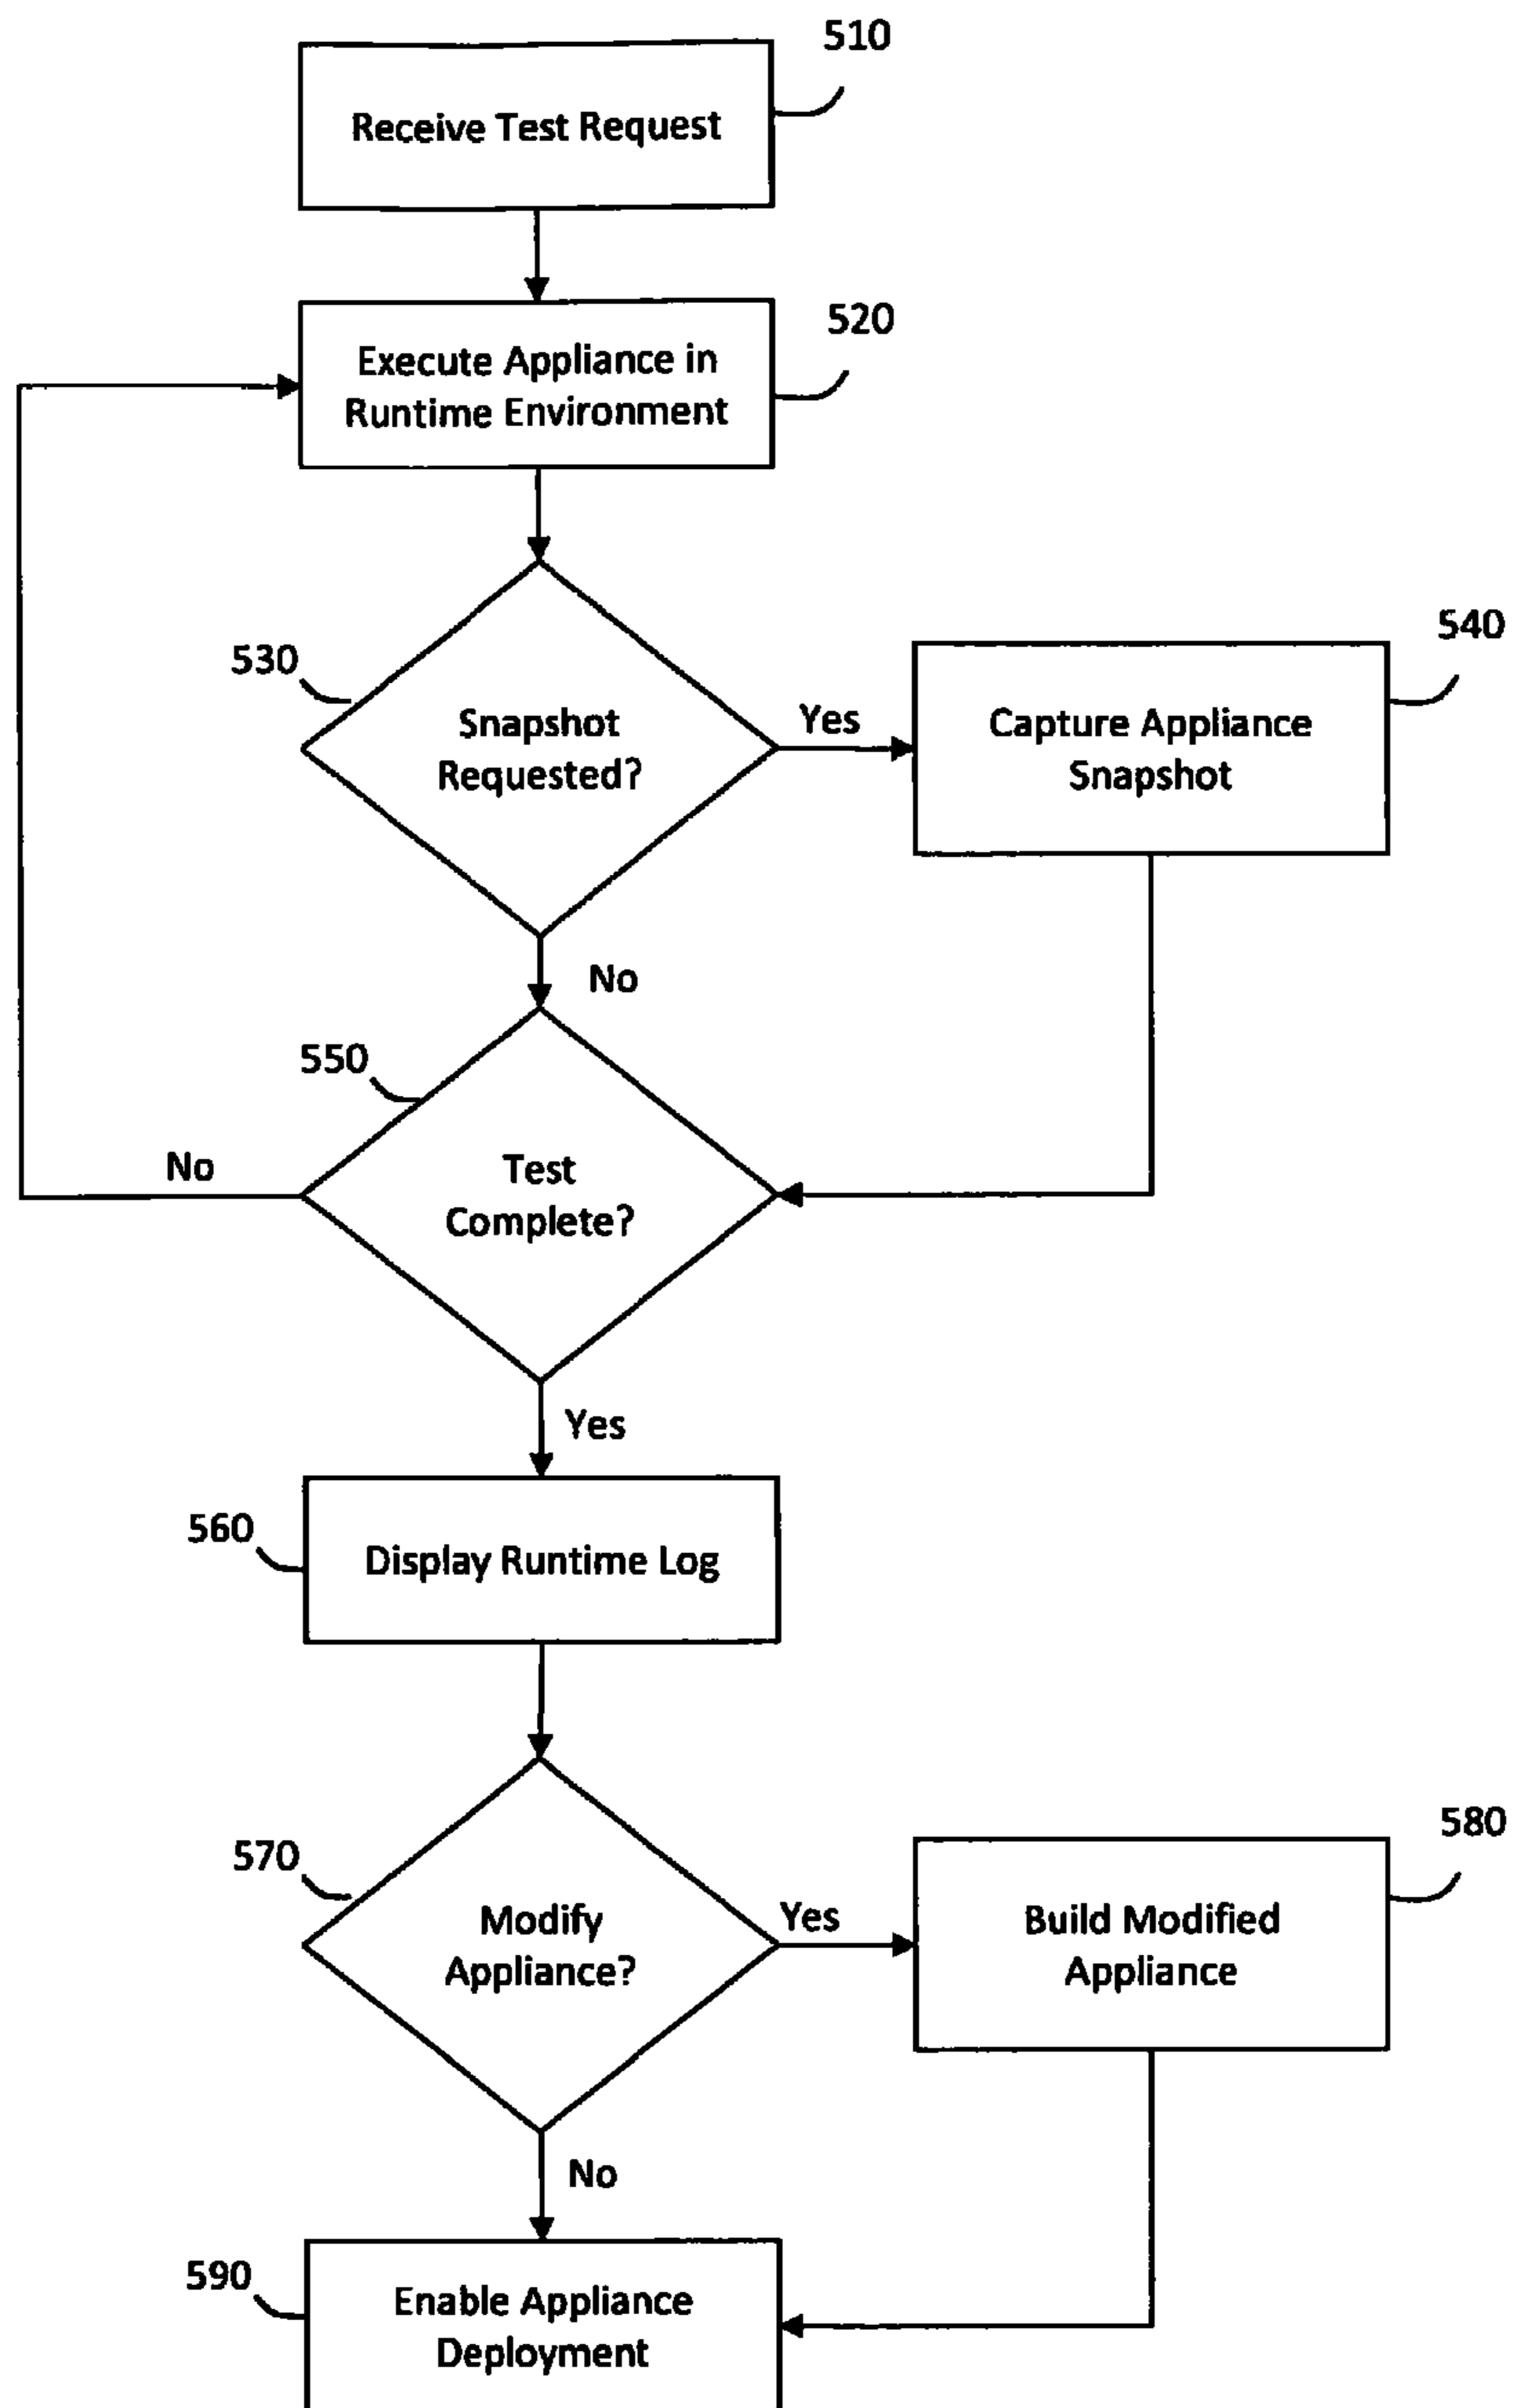 510
Receive Test Request
520
Execute Appliance in
Runtime Environment
530
Snapshot
Requested?
Yes
540
Capture Appliance
Snapshot
No
550
Test
Complete?
No
Yes
560
Display Runtime Log
570
Modify
Appliance?
Yes
580
Build Modified
Appliance
No
590
Enable Appliance
Deployment